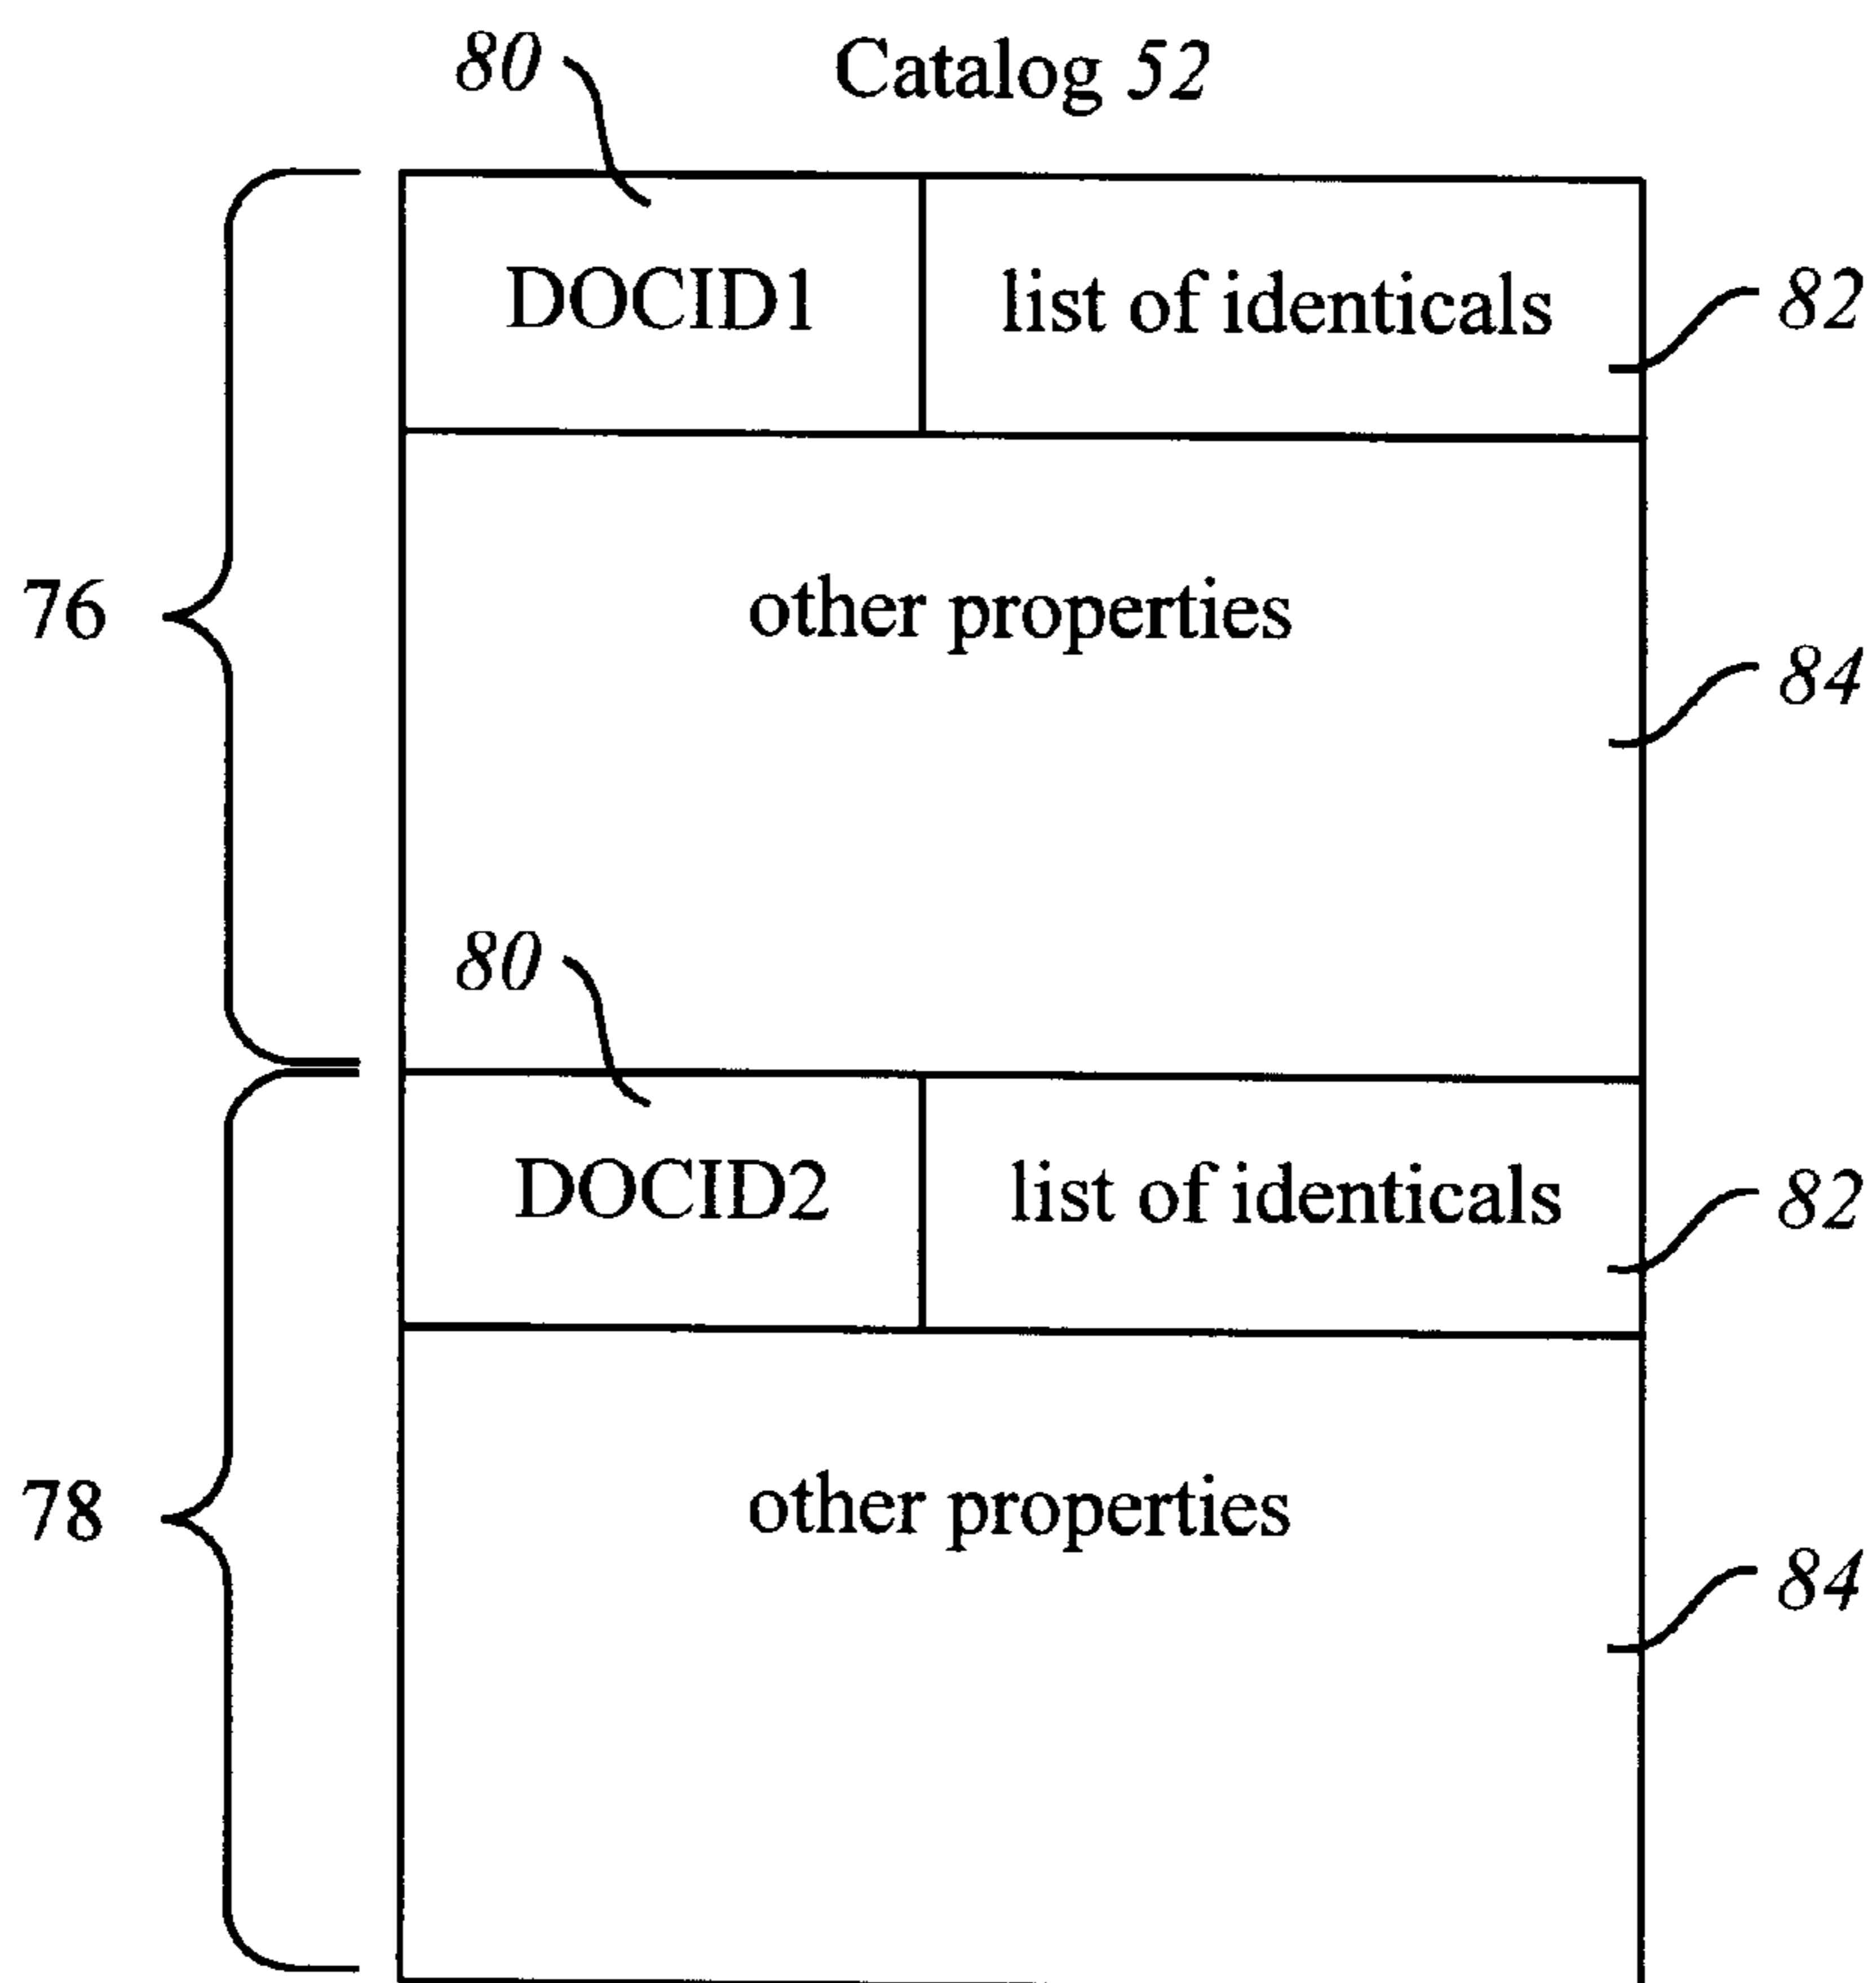 80 Catalog 52
DOCID1 list of identicals 82
76 other properties
84
80
DOCID2 list of identicals 82
78 other properties
84